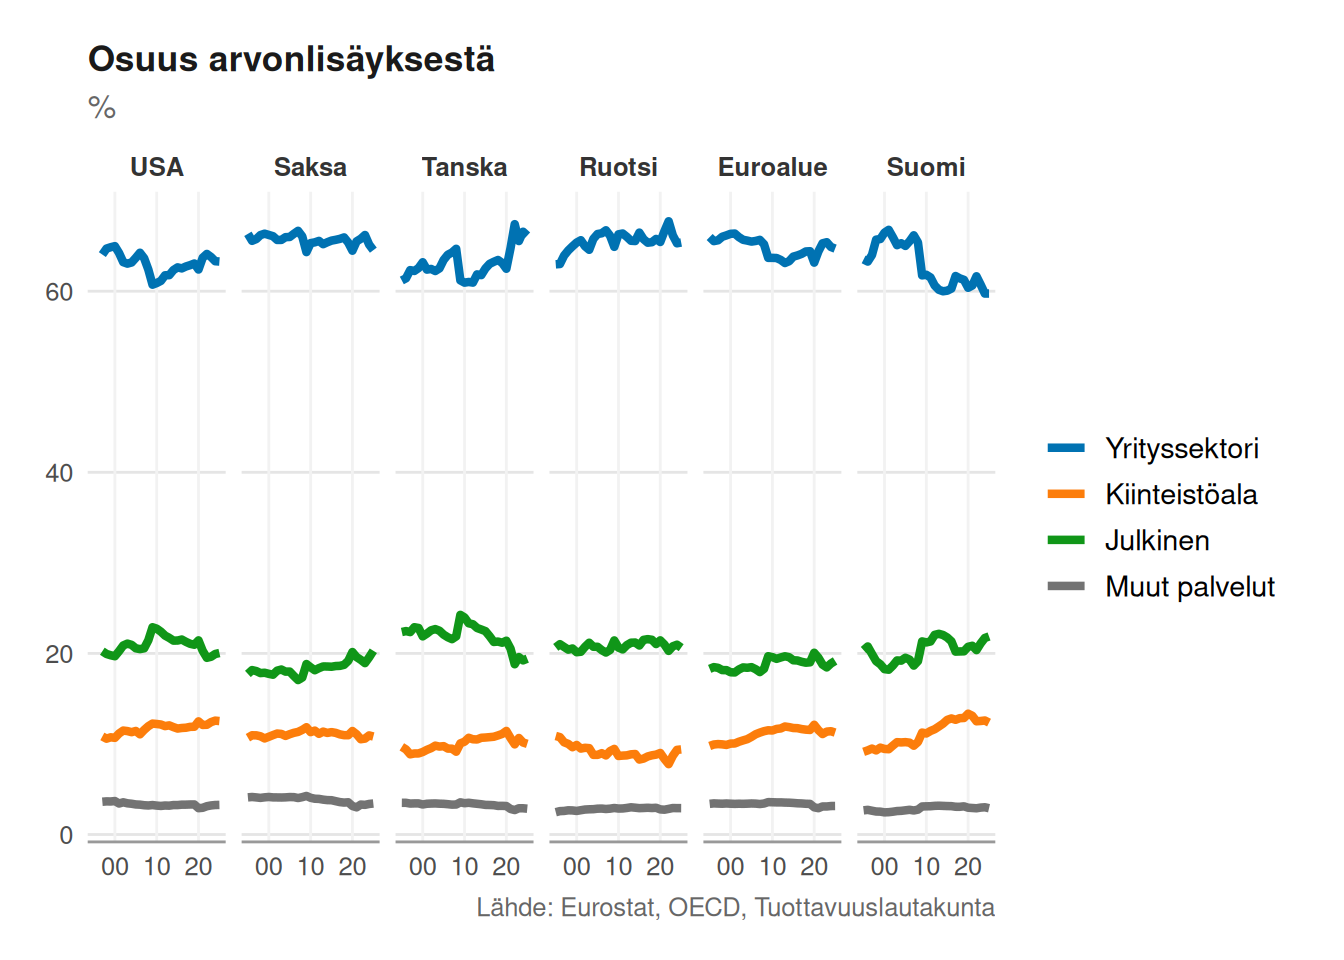 Osuus arvonlisäyksestä
%
USA Saksa Tanska Ruotsi Euroalue Suomi
60
40
20
0
00 10 20 00 10 20 00 10 20 00 10 20 00 10 20 00 10 20
Yrityssektori
Kiinteistöala
Julkinen
Muut palvelut
Lähde: Eurostat, OECD, Tuottavuuslautakunta